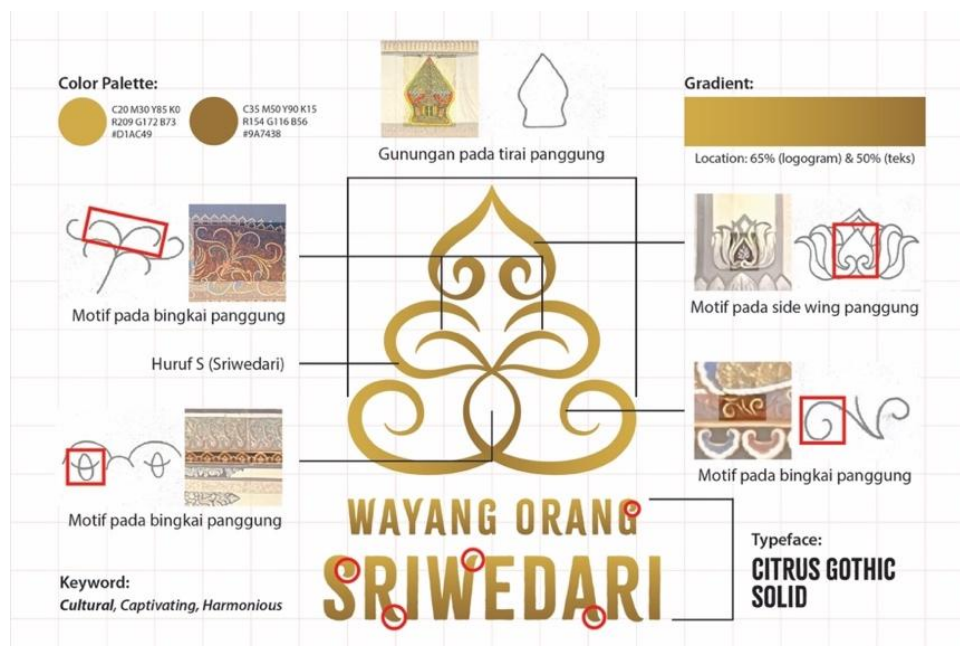 Color Palette:
C20 M30 Y85 K0
R209 G172 B73
#D1AC49
C35 M50 Y90 K15
R154 G116 B56
#9A7438
Gunungan pada tirai panggung
Gradient:
Location: 65% (logogram) & 50% (teks)
Motif pada bingkai panggung
Motif pada side wing panggung
Huruf S (Sriwedari)
Motif pada bingkai panggung
Motif pada bingkai panggung
WAYANG ORANG
SRIWEDARI
Typeface:
CITRUS GOTHIC
SOLID
Keyword:
Cultural, Captivating, Harmonious